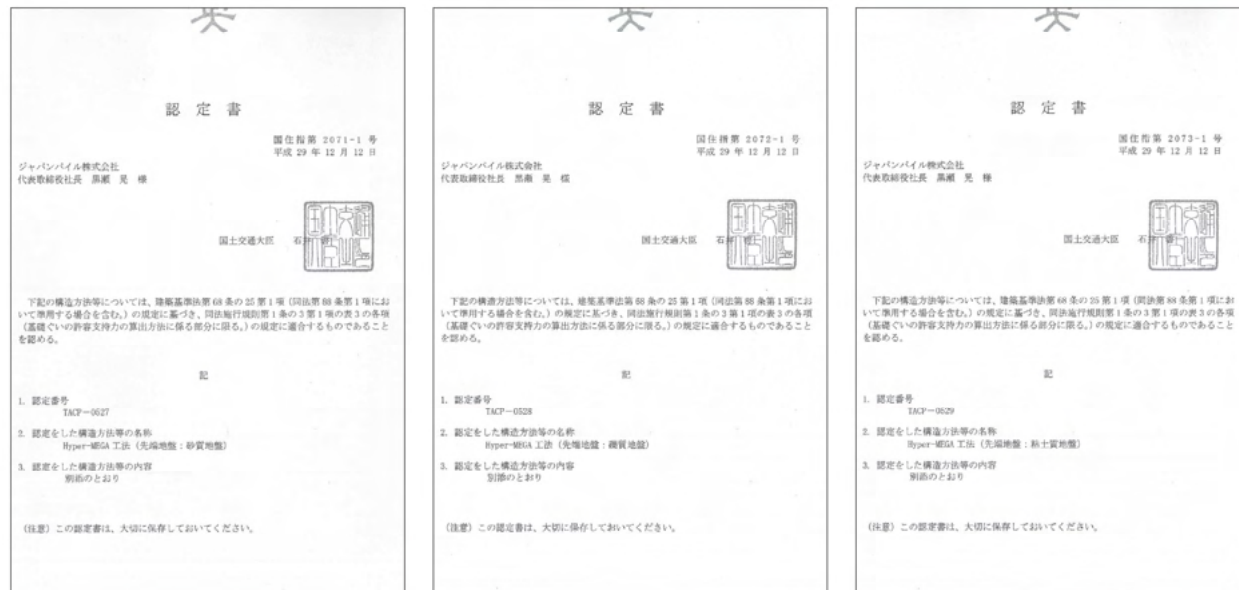 認定書
国住指第 2071-1 号
平成 29 年 12 月 12 日
ジャパンパイル株式会社
代表取締役社長 黒瀬 晃 様
国土交通大臣 石井
下記の構造方法等については、建築基準法第 68 条の 25 第 1 項（同法第 88 条第 1 項にお
いて準用する場合を含む。）の規定に基づき、同法施行規則第 1 条の 3 第 1 項の表 3 の各項
（基礎ぐいの許容支持力の算出方法に係る部分に限る。）の規定に適合するものであること
を認める。
記
1. 認定番号
TACP－0527
2. 認定をした構造方法等の名称
Hyper-MEGA 工法（先端地盤：砂質地盤）
3. 認定をした構造方法等の内容
別添のとおり
（注意）この認定書は、大切に保存しておいてください。
認定書
国住指第 2072-1 号
平成 29 年 12 月 12 日
ジャパンパイル株式会社
代表取締役社長 黒瀬 晃 様
国土交通大臣 石井
下記の構造方法等については、建築基準法第 68 条の 25 第 1 項（同法第 88 条第 1 項にお
いて準用する場合を含む。）の規定に基づき、同法施行規則第 1 条の 3 第 1 項の表 3 の各項
（基礎ぐいの許容支持力の算出方法に係る部分に限る。）の規定に適合するものであること
を認める。
記
1. 認定番号
TACP－0528
2. 認定をした構造方法等の名称
Hyper-MEGA 工法（先端地盤：礫質地盤）
3. 認定をした構造方法等の内容
別添のとおり
（注意）この認定書は、大切に保存しておいてください。
認定書
国住指第 2073-1 号
平成 29 年 12 月 12 日
ジャパンパイル株式会社
代表取締役社長 黒瀬 晃 様
国土交通大臣 石井
下記の構造方法等については、建築基準法第 68 条の 25 第 1 項（同法第 88 条第 1 項にお
いて準用する場合を含む。）の規定に基づき、同法施行規則第 1 条の 3 第 1 項の表 3 の各項
（基礎ぐいの許容支持力の算出方法に係る部分に限る。）の規定に適合するものであること
を認める。
記
1. 認定番号
TACP－0529
2. 認定をした構造方法等の名称
Hyper-MEGA 工法（先端地盤：粘土質地盤）
3. 認定をした構造方法等の内容
別添のとおり
（注意）この認定書は、大切に保存しておいてください。